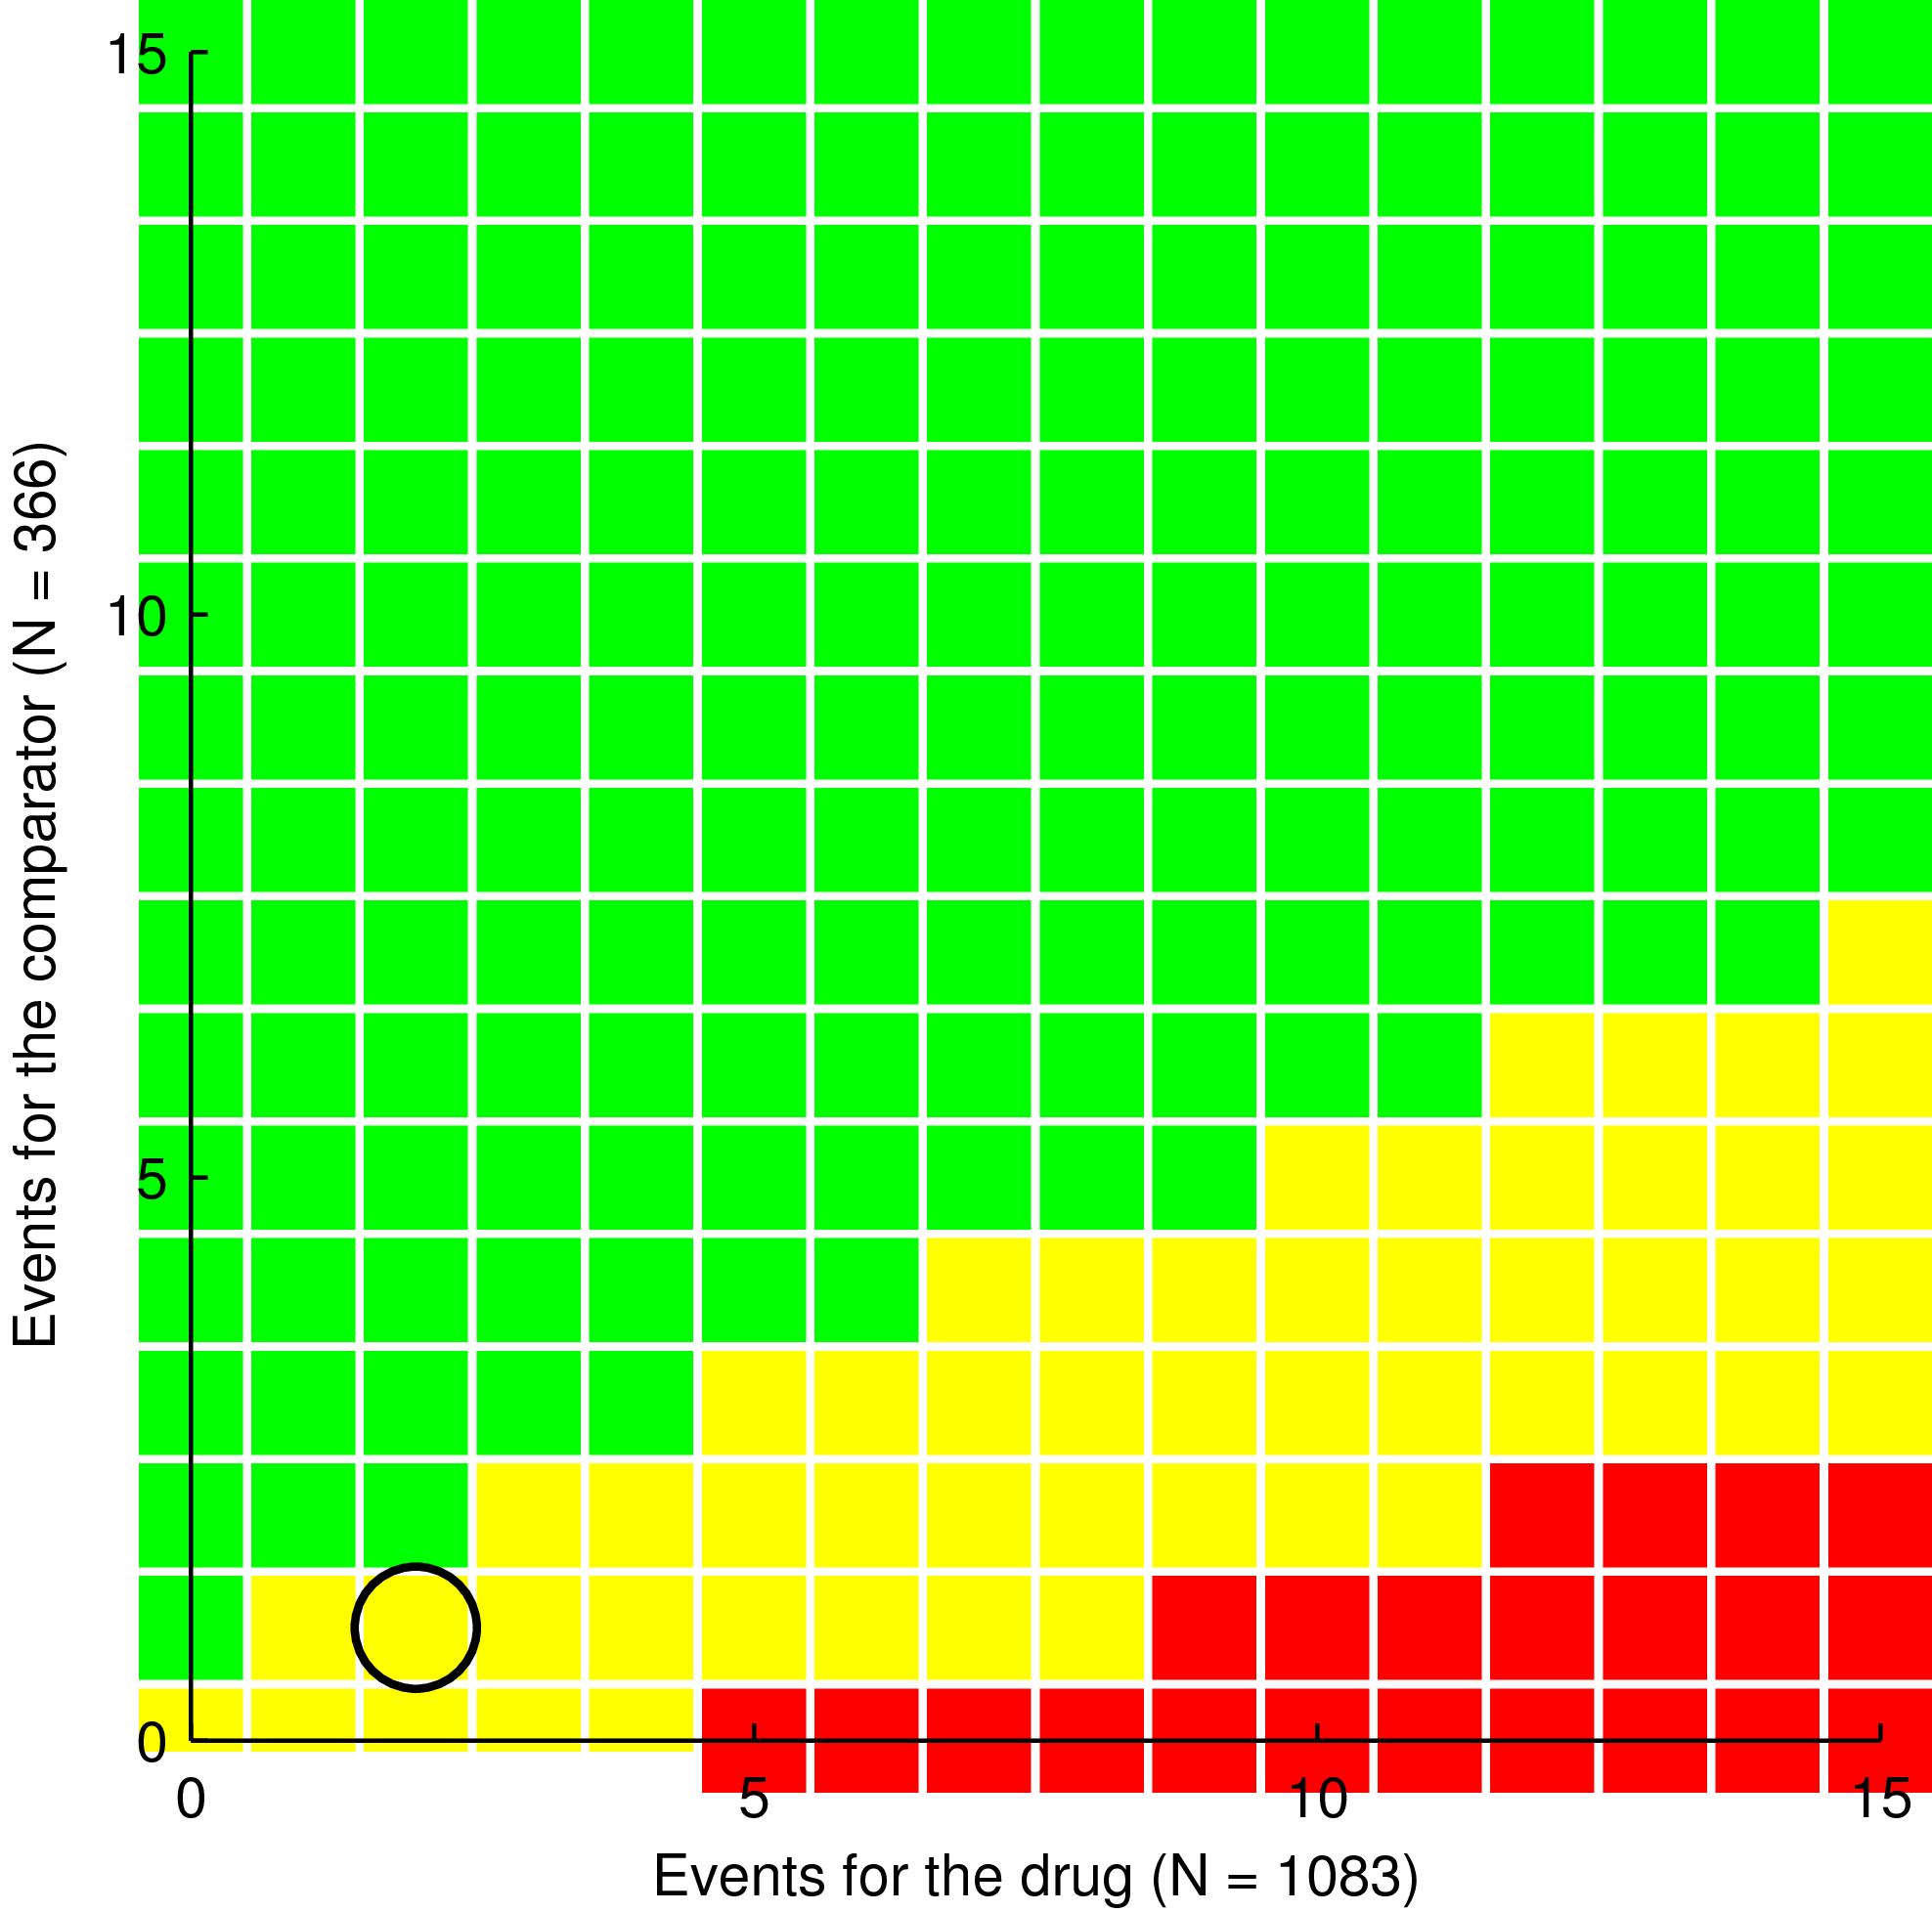 15
10
5
0
Events for the comparator (N = 366)
0 5 10 15
Events for the drug (N = 1083)